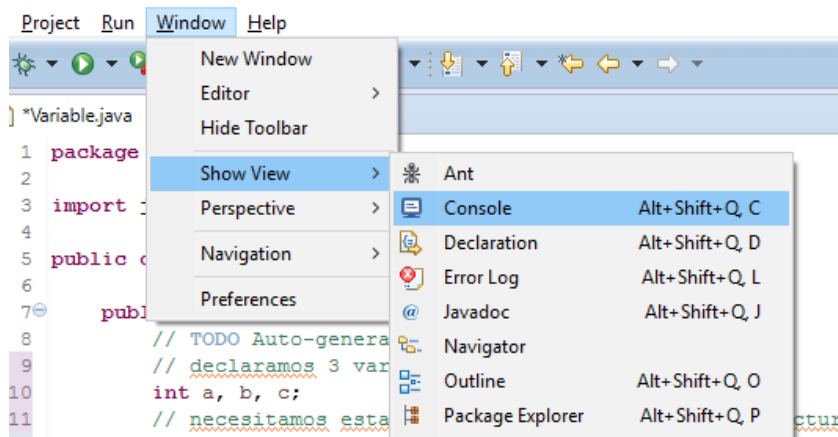 Project Run Window Help
New Window
Editor
*Variable.java
Hide Toolbar
1 package
2
Show View
Ant
3 import
Perspective
Console Alt+Shift+Q, C
4
Declaration Alt+Shift+Q, D
5 public
Navigation
6
Error Log Alt+Shift+Q, L
Preferences
7 publ
Javadoc Alt+Shift+Q, J
8 // TODO Auto-genera
Navigator
9 // declaramos 3 var
10 int a, b, c;
Outline Alt+Shift+Q, O
11 // necesitamos esta
Package Explorer Alt+Shift+Q, P
ctur